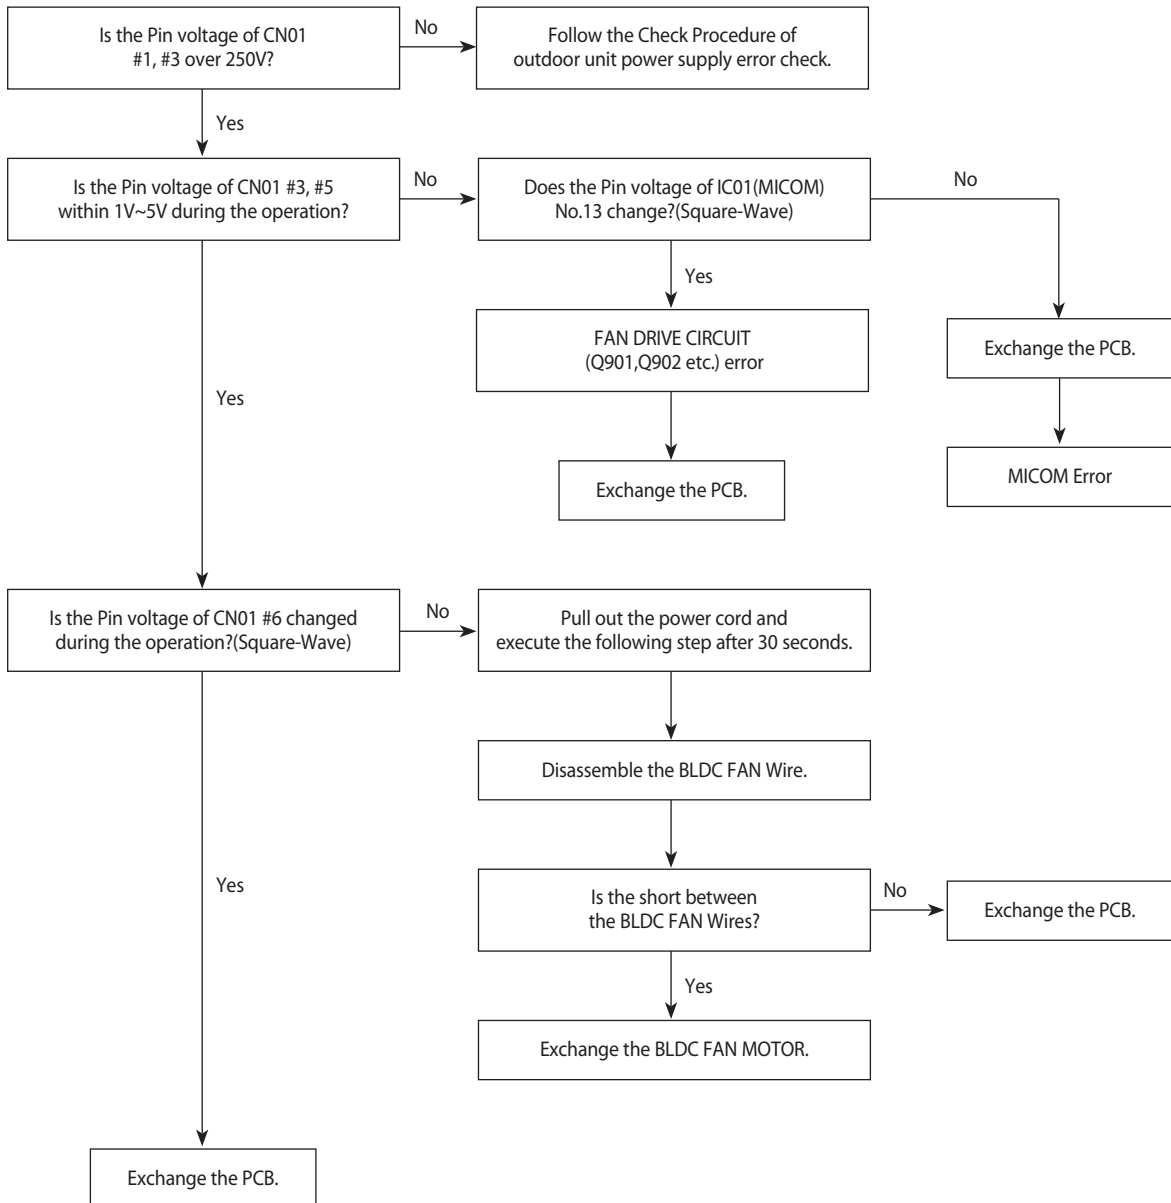 Is the Pin voltage of CN01
#1, #3 over 250V?
No
Follow the Check Procedure of
outdoor unit power supply error check.
Yes
Is the Pin voltage of CN01 #3, #5
within 1V~5V during the operation?
No
Does the Pin voltage of IC01(MICOM)
No.13 change?(Square-Wave)
No
Yes
FAN DRIVE CIRCUIT
(Q901,Q902 etc.) error
Exchange the PCB.
Yes
Exchange the PCB.
MICOM Error
Is the Pin voltage of CN01 #6 changed
during the operation?(Square-Wave)
No
Pull out the power cord and
execute the following step after 30 seconds.
Disassemble the BLDC FAN Wire.
Yes
Is the short between
the BLDC FAN Wires?
No
Exchange the PCB.
Yes
Exchange the BLDC FAN MOTOR.
Exchange the PCB.